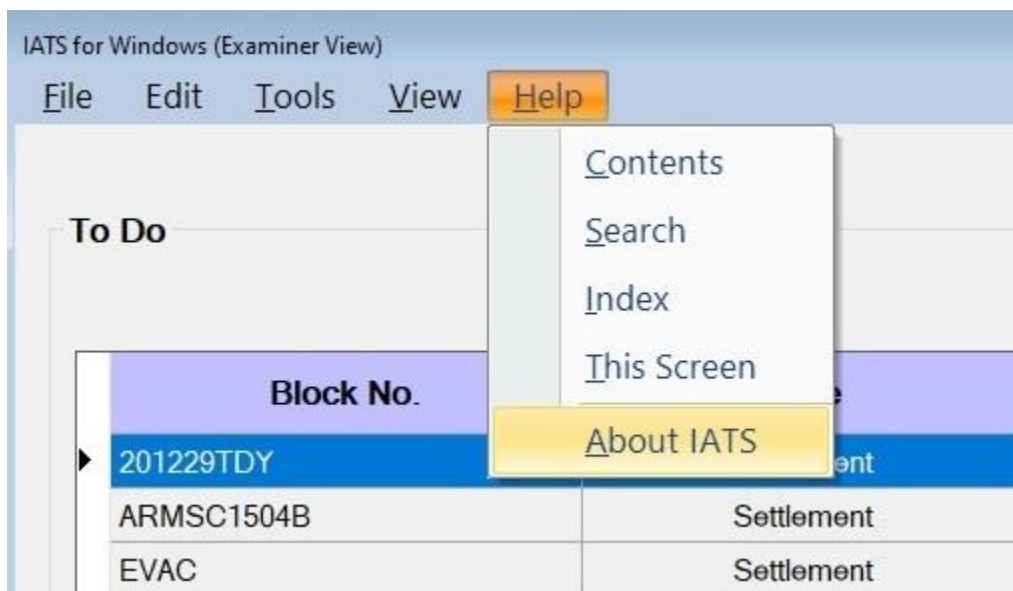 IATS for Windows (Examiner View)
File Edit Tools View Help
Contents
To Do
Search
Index
This Screen
Block No.
About IATS
201229TDY
ARMSC1504B Settlement
EVAC Settlement